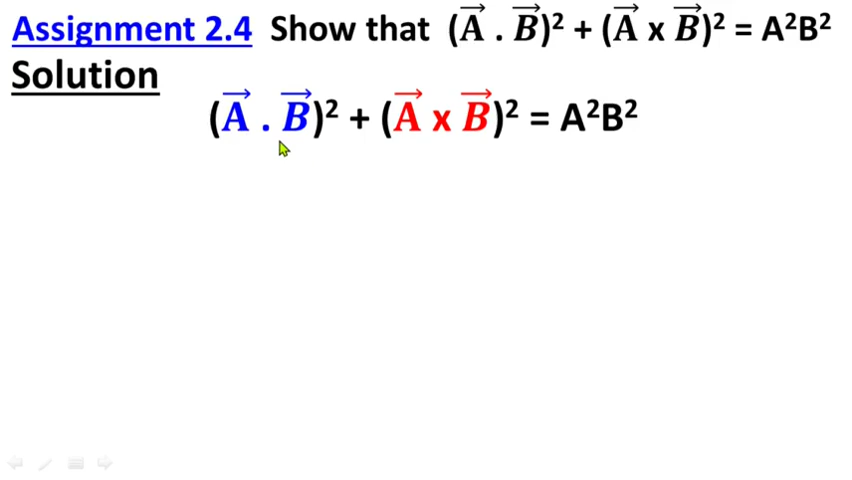 Assignment 2.4 Show that (A⃗ . B⃗)² + (A⃗ x B⃗)² = A²B²
Solution
(A⃗ . B⃗)² + (A⃗ x B⃗)² = A²B²